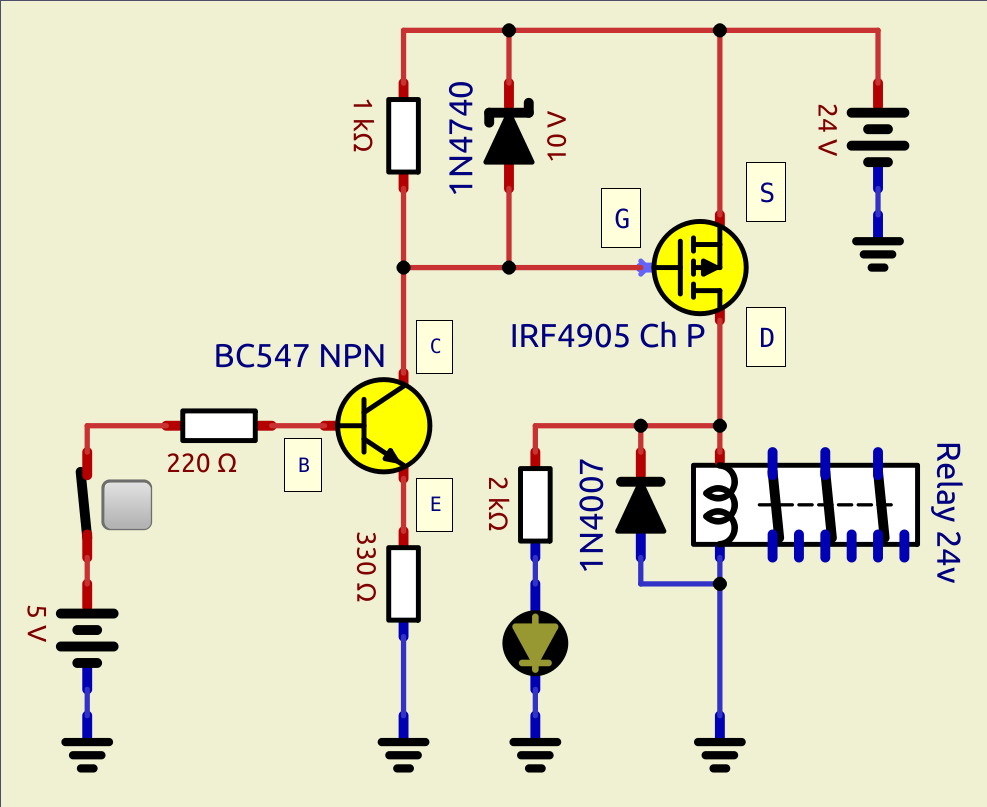 1 kΩ
1N4740
10 V
24 V
S
G
IRF4905 Ch P
D
BC547 NPN
C
220 Ω
B
E
330 Ω
2 kΩ
1N4007
Relay 24v
5 V